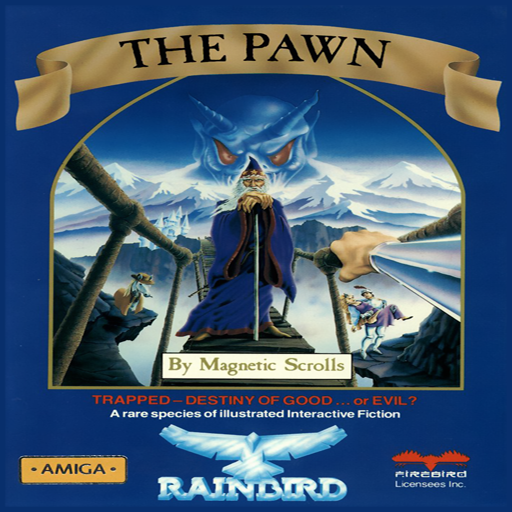 THE PAWN
By Magnetic Scrolls
TRAPPED – DESTINY OF GOOD ... or EVIL?
A rare species of illustrated Interactive Fiction
• AMIGA •
RAINBIRD
FIREBIRD
Licensees Inc.